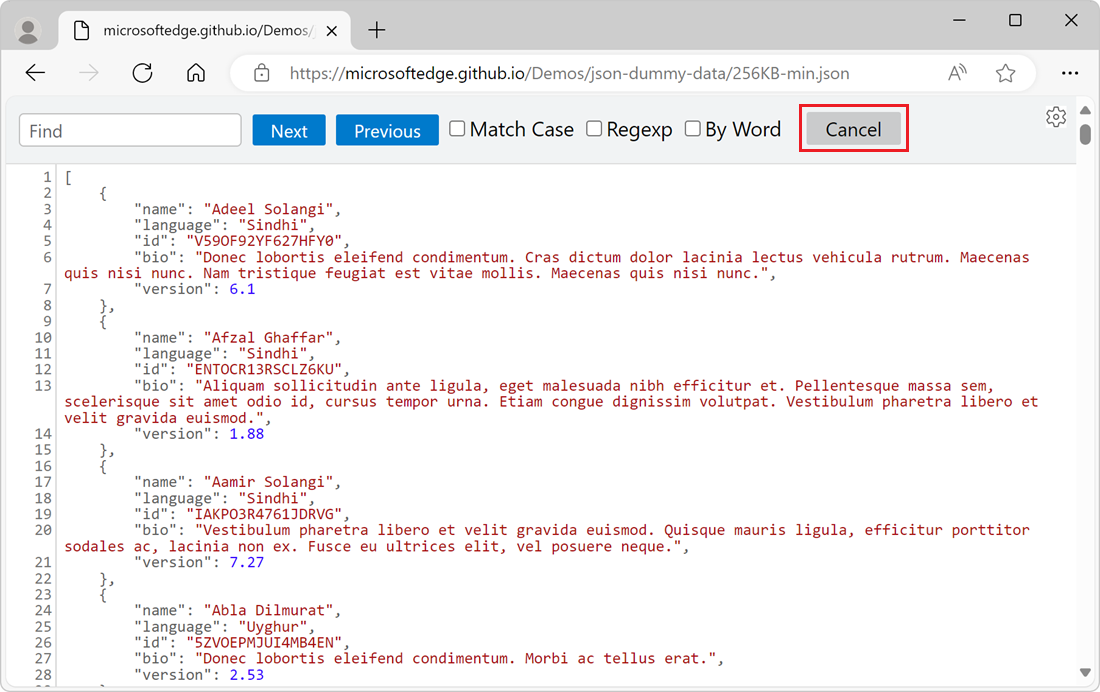 microsoftedge.github.io/Demos/
https://microsoftedge.github.io/Demos/json-dummy-data/256KB-min.json
Find Next Previous Match Case Regexp By Word Cancel
1 [
2 {
3 "name": "Adeel Solangi",
4 "language": "Sindhi",
5 "id": "V59OF92YF627HFY0",
6 "bio": "Donec lobortis eleifend condimentum. Cras dictum dolor lacinia lectus vehicula rutrum. Maecenas
quis nisi nunc. Nam tristique feugiat est vitae mollis. Maecenas quis nisi nunc.",
7 "version": 6.1
8 },
9 {
10 "name": "Afzal Ghaffar",
11 "language": "Sindhi",
12 "id": "ENTOCR13RSCLZ6KU",
13 "bio": "Aliquam sollicitudin ante ligula, eget malesuada nibh efficitur et. Pellentesque massa sem,
scelerisque sit amet odio id, cursus tempor urna. Etiam congue dignissim volutpat. Vestibulum pharetra libero et
velit gravida euismod.",
14 "version": 1.88
15 },
16 {
17 "name": "Aamir Solangi",
18 "language": "Sindhi",
19 "id": "IAKPO3R4761JDRVG",
20 "bio": "Vestibulum pharetra libero et velit gravida euismod. Quisque mauris ligula, efficitur porttitor
sodales ac, lacinia non ex. Fusce eu ultrices elit, vel posuere neque.",
21 "version": 7.27
22 },
23 {
24 "name": "Abla Dilmurat",
25 "language": "Uyghur",
26 "id": "5ZVOEPMJUI4MB4EN",
27 "bio": "Donec lobortis eleifend condimentum. Morbi ac tellus erat.",
28 "version": 2.53